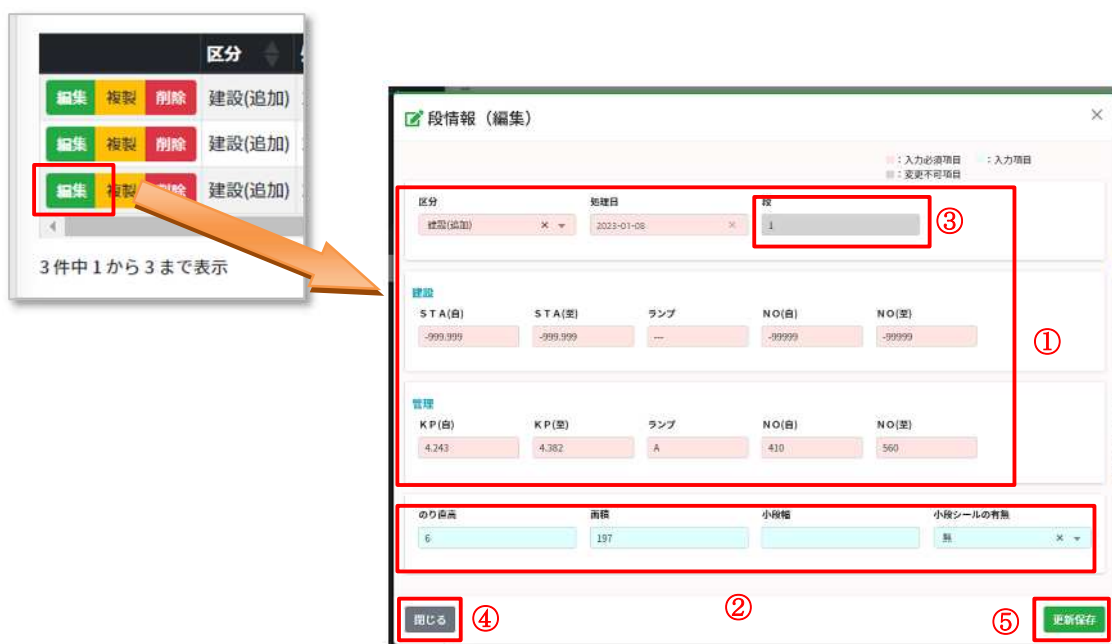 区分
編集 複製 削除 建設(追加)
編集 複製 削除 建設(追加)
編集 複製 削除 建設(追加)
3 件中 1 から 3 まで表示
段情報（編集） ×
：入力必須項目 ：入力項目
：変更不可項目
区分 処理日 段
建設(追加) × 2023-01-08 × 1 ③
建設
STA(自) STA(至) ランプ NO(自) NO(至)
-999.999 -999.999 --- -99999 -99999
①
管理
KP(自) KP(至) ランプ NO(自) NO(至)
4.243 4.382 A 410 560
のり直高 面積 小段幅 小段シールの有無
6 197 無 ×
閉じる ④ ② ⑤ 更新保存